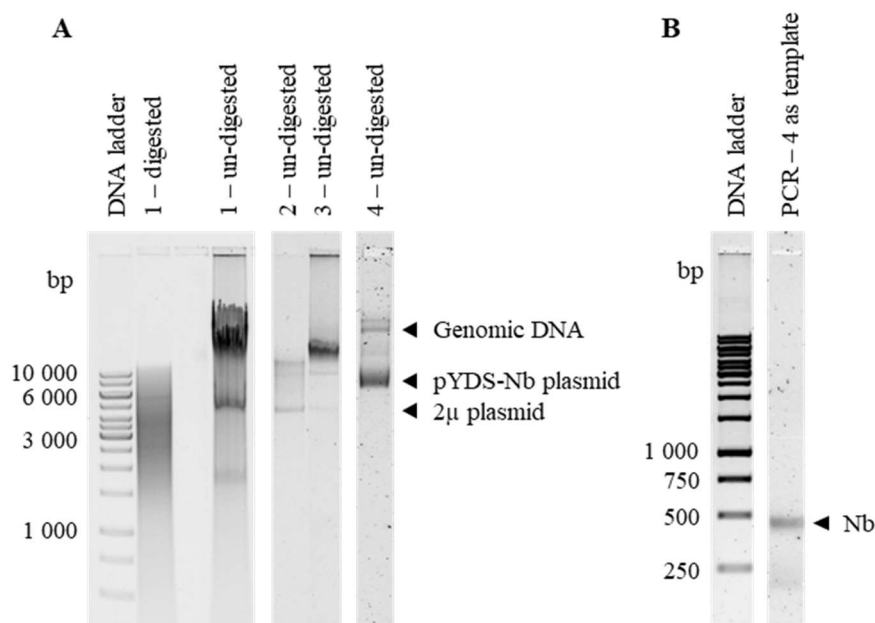 A
DNA ladder
1 – digested
1 – un-digested
2 – un-digested
3 – un-digested
4 – un-digested
bp
10 000
6 000
3 000
1 000
Genomic DNA
pYDS-Nb plasmid
2µ plasmid
B
DNA ladder
PCR – 4 as template
bp
1 000
750
500
250
Nb